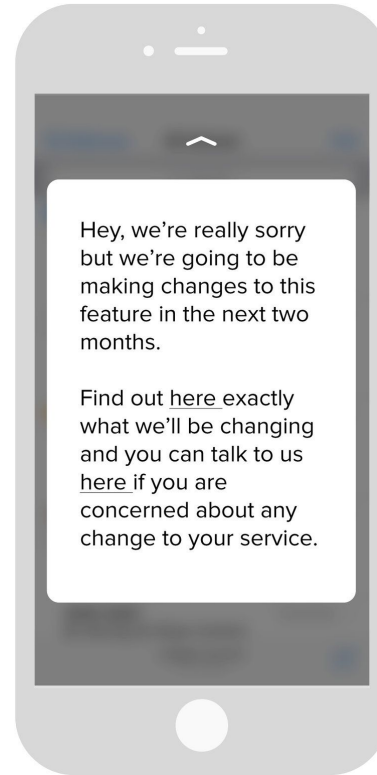 Hey, we're really sorry
but we're going to be
making changes to this
feature in the next two
months.
Find out here exactly
what we'll be changing
and you can talk to us
here if you are
concerned about any
change to your service.